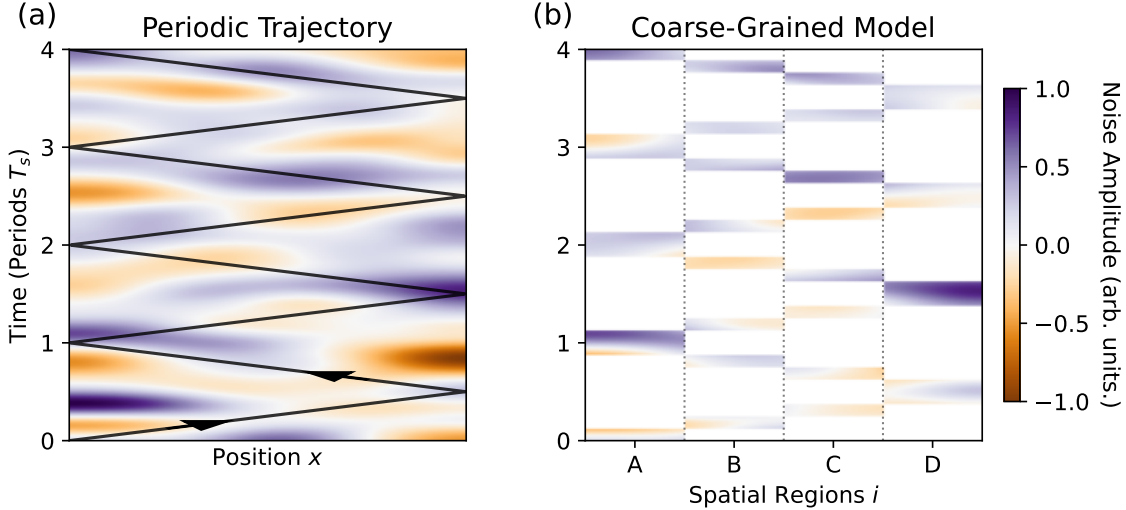 (a)
Periodic Trajectory
4
3
2
1
0
Time (Periods $T_s$)
Position $x$
(b)
Coarse-Grained Model
4
3
2
1
0
A B C D
Spatial Regions $i$
1.0
0.5
0.0
−0.5
−1.0
Noise Amplitude (arb. units.)